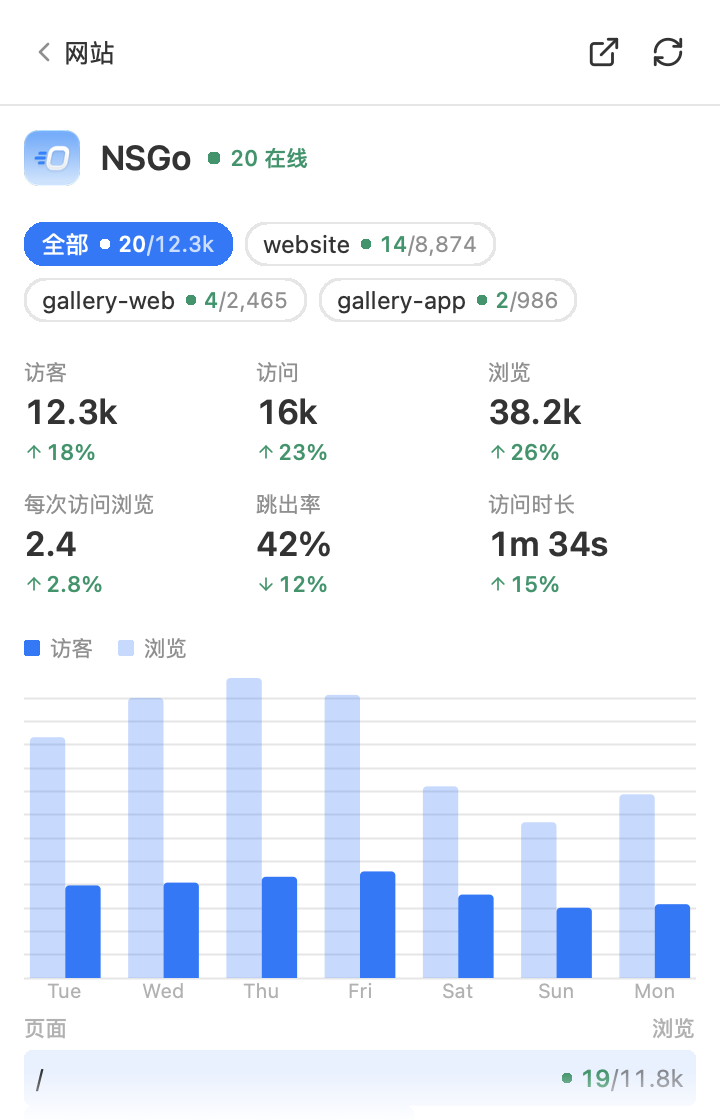 网站
NSGo 20 在线
全部 20/12.3k website 14/8,874
gallery-web 4/2,465 gallery-app 2/986
访客 访问 浏览
12.3k 16k 38.2k
↑ 18% ↑ 23% ↑ 26%
每次访问浏览 跳出率 访问时长
2.4 42% 1m 34s
↑ 2.8% ↓ 12% ↑ 15%
访客 浏览
Tue Wed Thu Fri Sat Sun Mon
页面 浏览
/ 19/11.8k